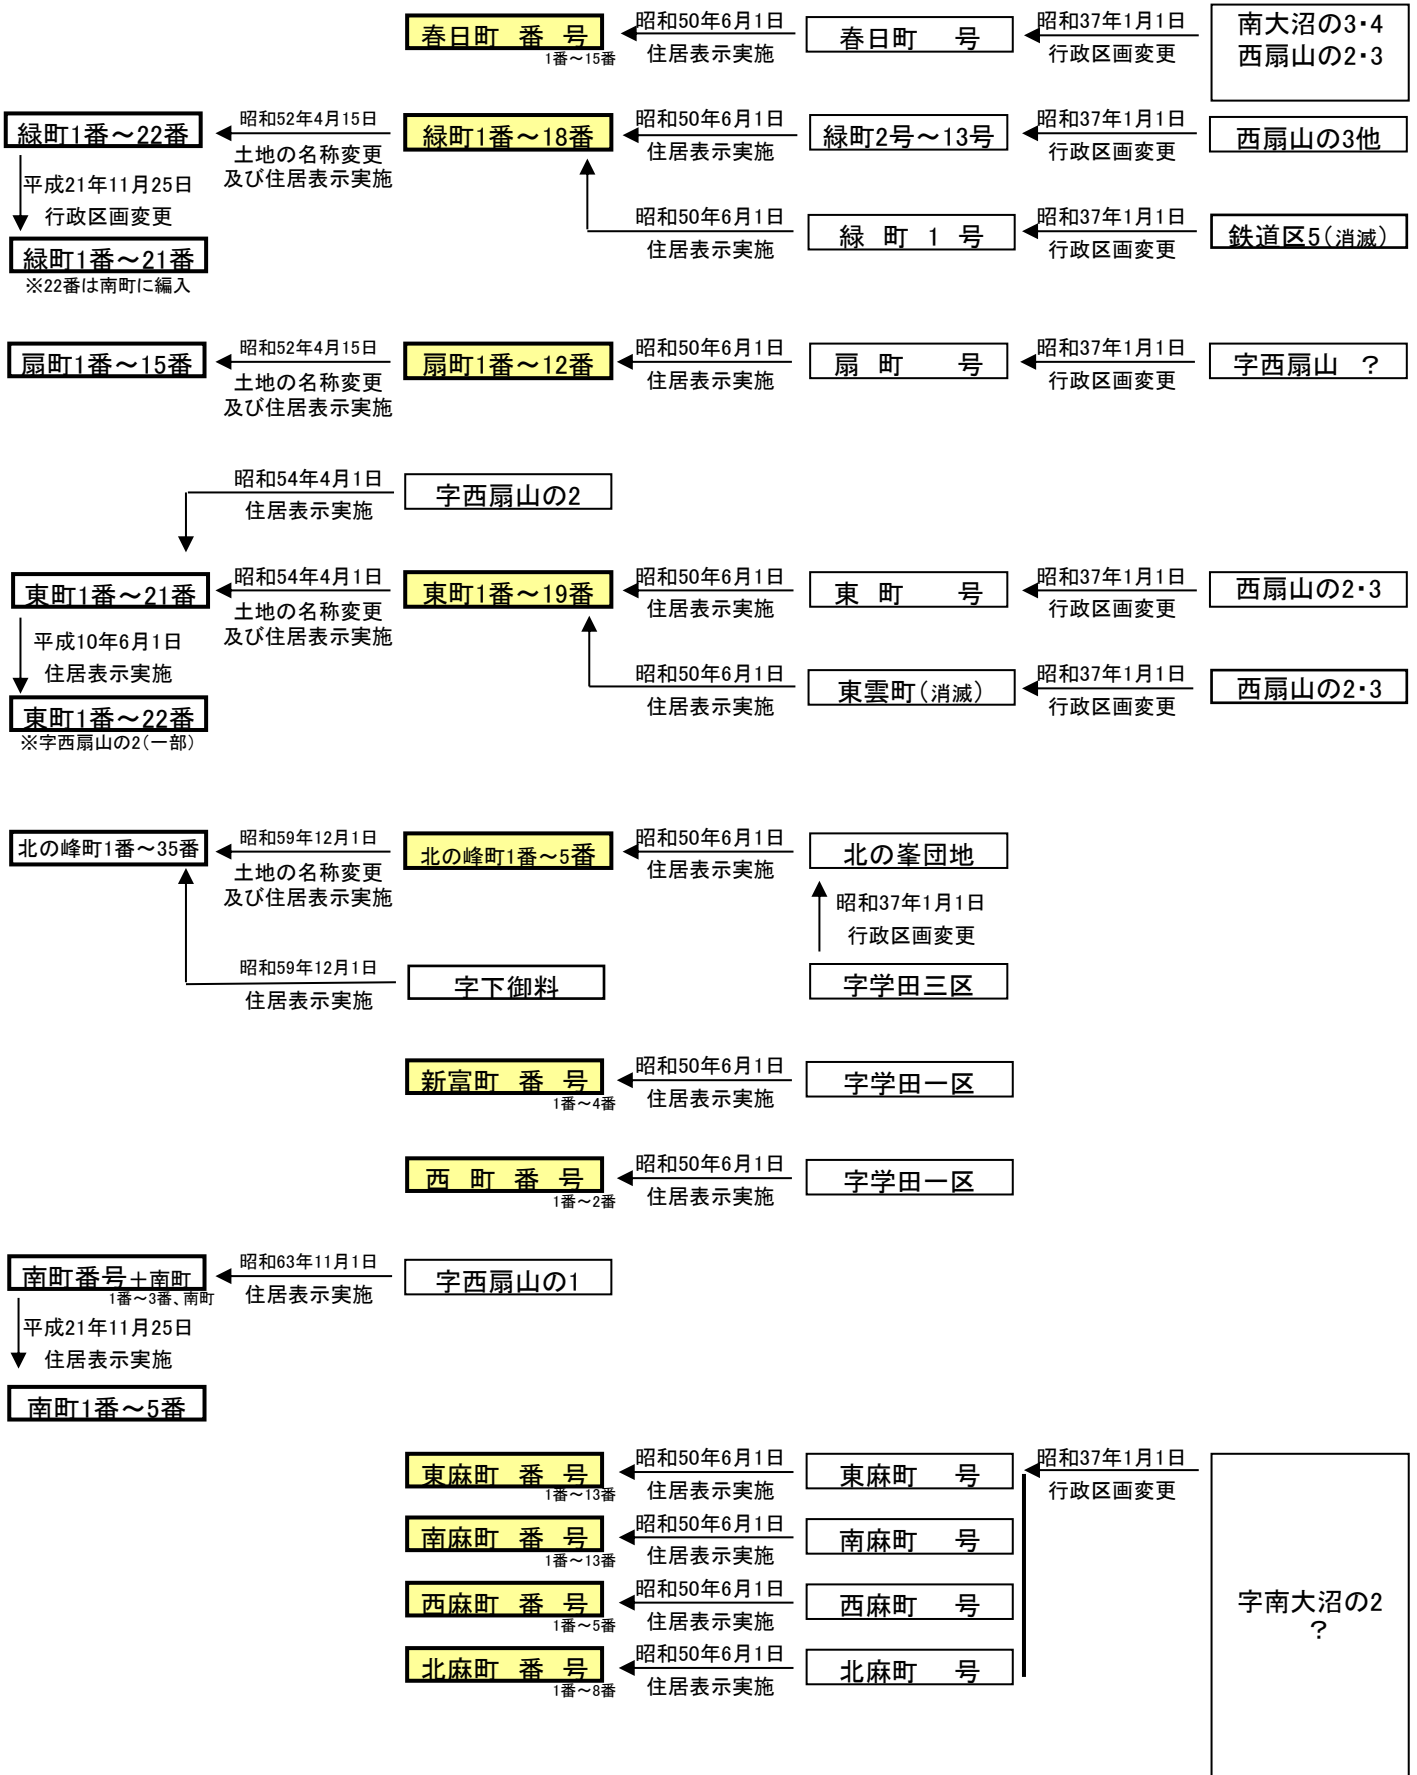 春日町　番　号
1番～15番
昭和50年6月1日
住居表示実施
春日町　号
昭和37年1月1日
行政区画変更
南大沼の3・4
西扇山の2・3
緑町1番～22番
昭和52年4月15日
土地の名称変更
及び住居表示実施
緑町1番～18番
昭和50年6月1日
住居表示実施
緑町2号～13号
昭和37年1月1日
行政区画変更
西扇山の3他
平成21年11月25日
行政区画変更
緑町1番～21番
※22番は南町に編入
昭和50年6月1日
住居表示実施
緑　町　1　号
昭和37年1月1日
行政区画変更
鉄道区5(消滅)
扇町1番～15番
昭和52年4月15日
土地の名称変更
及び住居表示実施
扇町1番～12番
昭和50年6月1日
住居表示実施
扇　町　号
昭和37年1月1日
行政区画変更
字西扇山　?
昭和54年4月1日
住居表示実施
字西扇山の2
東町1番～21番
昭和54年4月1日
土地の名称変更
及び住居表示実施
東町1番～19番
昭和50年6月1日
住居表示実施
東　町　号
昭和37年1月1日
行政区画変更
西扇山の2・3
平成10年6月1日
住居表示実施
東町1番～22番
※字西扇山の2(一部)
昭和50年6月1日
住居表示実施
東雲町(消滅)
昭和37年1月1日
行政区画変更
西扇山の2・3
北の峰町1番～35番
昭和59年12月1日
土地の名称変更
及び住居表示実施
北の峰町1番～5番
昭和50年6月1日
住居表示実施
北の峯団地
昭和37年1月1日
行政区画変更
字学田三区
昭和59年12月1日
住居表示実施
字下御料
新富町　番　号
1番～4番
昭和50年6月1日
住居表示実施
字学田一区
西　町　番　号
1番～2番
昭和50年6月1日
住居表示実施
字学田一区
南町番号+南町
1番～3番、南町
昭和63年11月1日
住居表示実施
字西扇山の1
平成21年11月25日
住居表示実施
南町1番～5番
東麻町　番　号
1番～13番
昭和50年6月1日
住居表示実施
東麻町　号
昭和37年1月1日
行政区画変更
南麻町　番　号
1番～13番
昭和50年6月1日
住居表示実施
南麻町　号
西麻町　番　号
1番～5番
昭和50年6月1日
住居表示実施
西麻町　号
北麻町　番　号
1番～8番
昭和50年6月1日
住居表示実施
北麻町　号
字南大沼の2
?